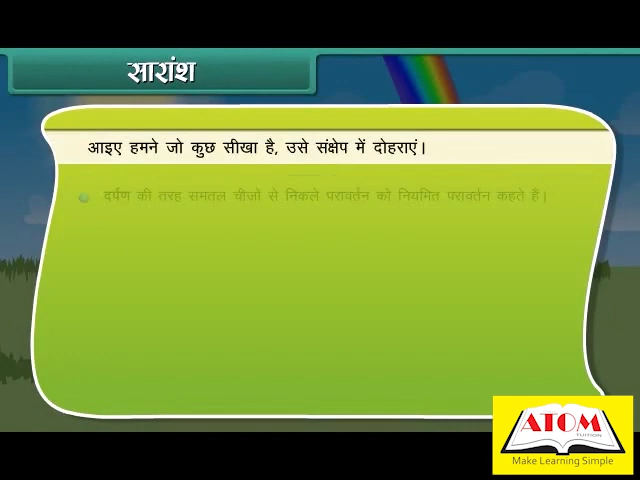 सारांश
आइए हमने जो कुछ सीखा है, उसे संक्षेप में दोहराएं।
दर्पण की तरह समतल चीजों से निकले परावर्तन को नियमित परावर्तन कहते हैं।
ATOM
TUITION
Make Learning Simple